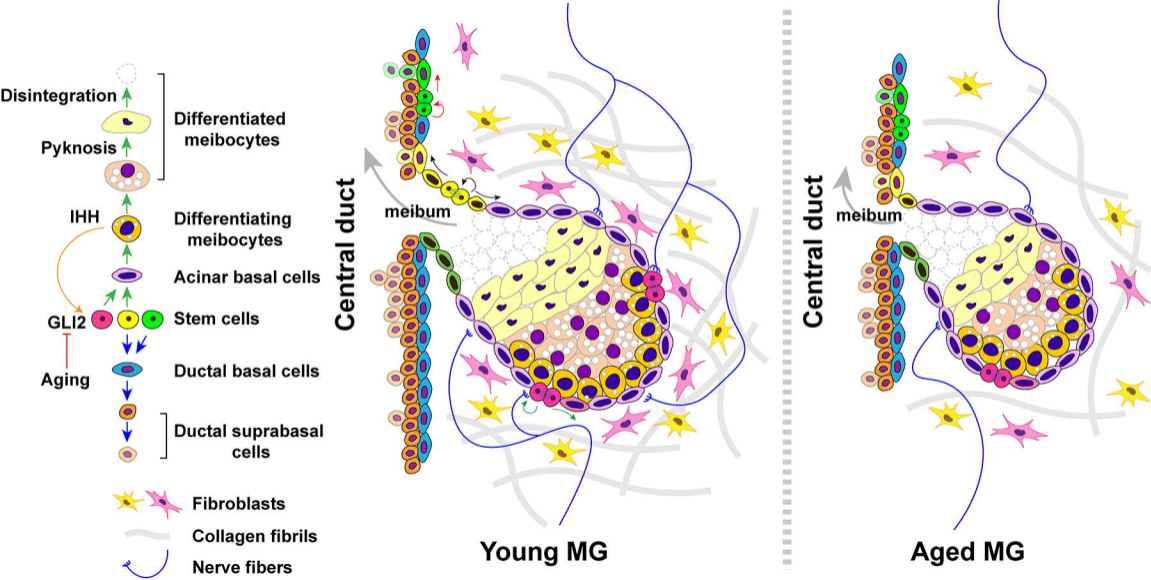 Disintegration
Pyknosis
Differentiated
meibocytes
IHH
Differentiating
meibocytes
Acinar basal cells
GLI2
Stem cells
Aging
Ductal basal cells
Ductal suprabasal
cells
Fibroblasts
Collagen fibrils
Nerve fibers
Central duct
meibum
Young MG
Central duct
meibum
Aged MG